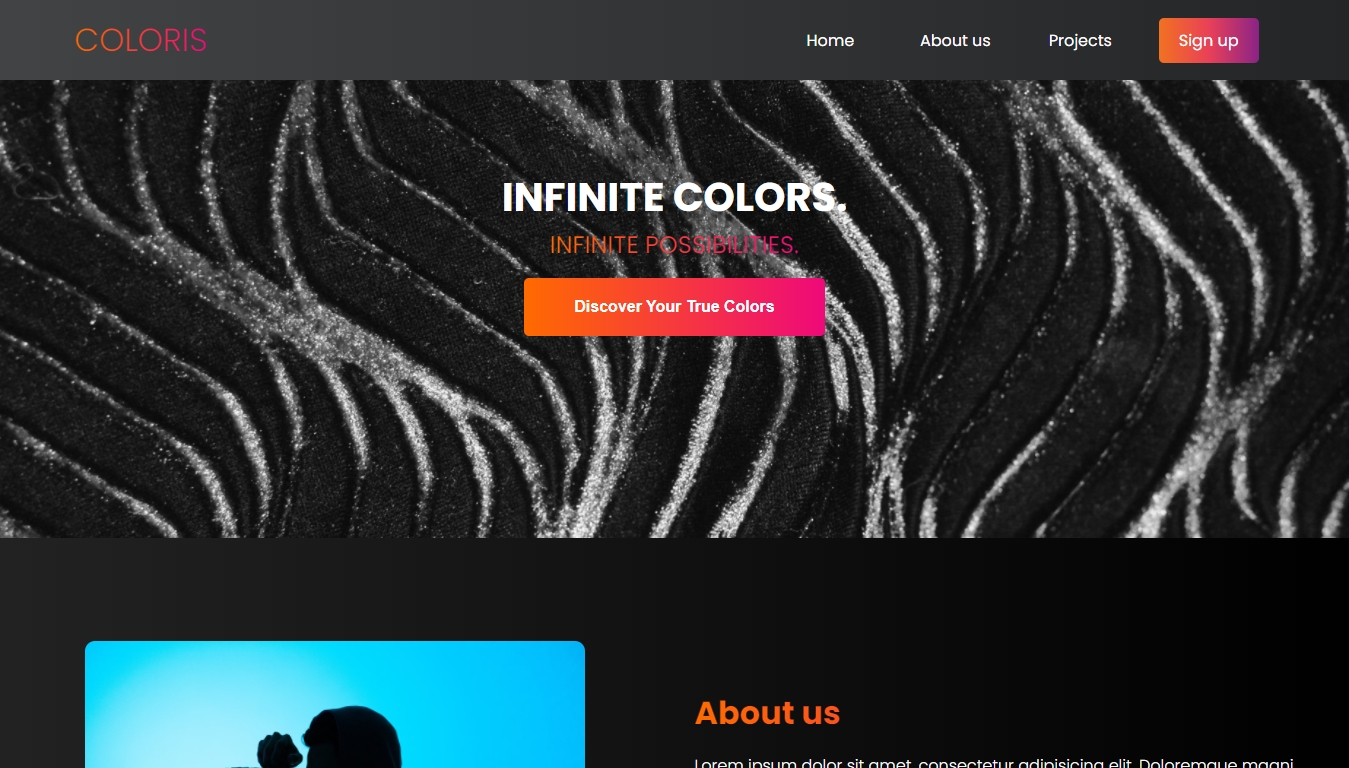 COLORIS
Home About us Projects Sign up
INFINITE COLORS.
INFINITE POSSIBILITIES.
Discover Your True Colors
About us
Lorem ipsum dolor sit amet, consectetur adipisicing elit. Doloremque magni